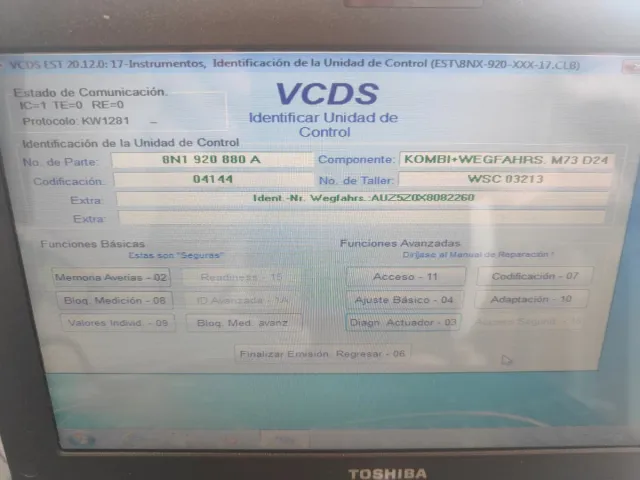 VCDS EST 20.12.0: 17-Instrumentos, Identificación de la Unidad de Control (EST\8NX-920-XXX-17.CLB)
Estado de Comunicación.
IC=1 TE=0 RE=0
Protocolo: KW1281
VCDS
Identificar Unidad de
Control
Identificación de la Unidad de Control
No. de Parte: 8N1 920 880 A Componente: KOMBI+WEGFAHRS. M73 D24
Codificación: 04144 No. de Taller: WSC 03213
Extra: Ident.-Nr. Wegfahrs.:AUZ5Z0X8082260
Extra:
Funciones Básicas Funciones Avanzadas
Estas son "Seguras" Diríjase al Manual de Reparación !
Memoria Averias - 02 Readiness - 15 Acceso - 11 Codificación - 07
Bloq. Medición - 08 ID Avanzada - 1A Ajuste Básico - 04 Adaptación - 10
Valores Individ. - 09 Bloq. Med. avanz Diagn. Actuador - 03
Finalizar Emisión, Regresar - 06
TOSHIBA